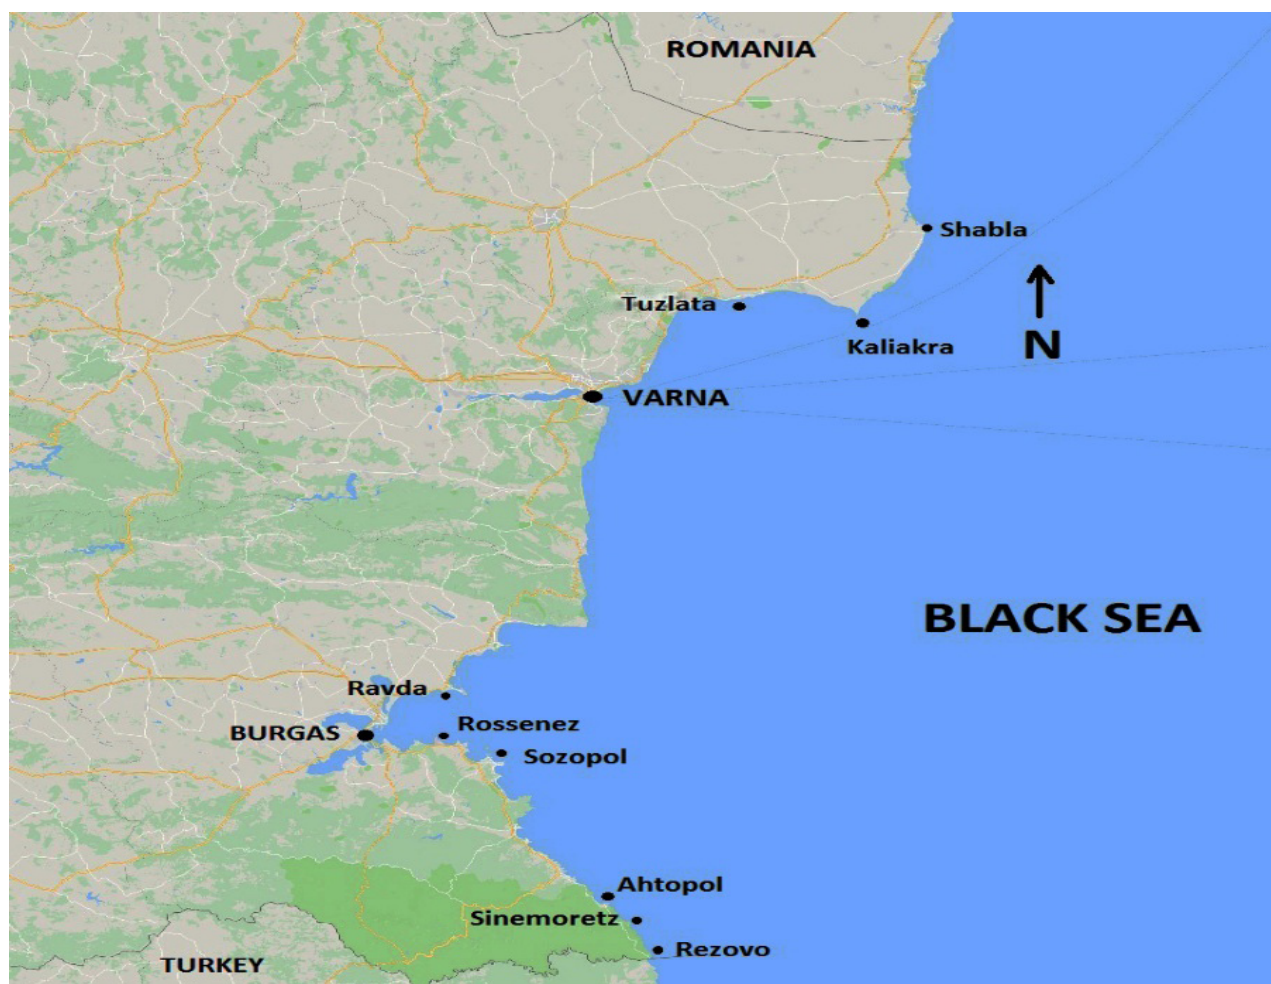 ROMANIA
Shabla
Tuzlata
Kaliakra
N
VARNA
BLACK SEA
Ravda
Rossenez
BURGAS
Sozopol
Ahtopol
Sinemoretz
Rezovo
TURKEY